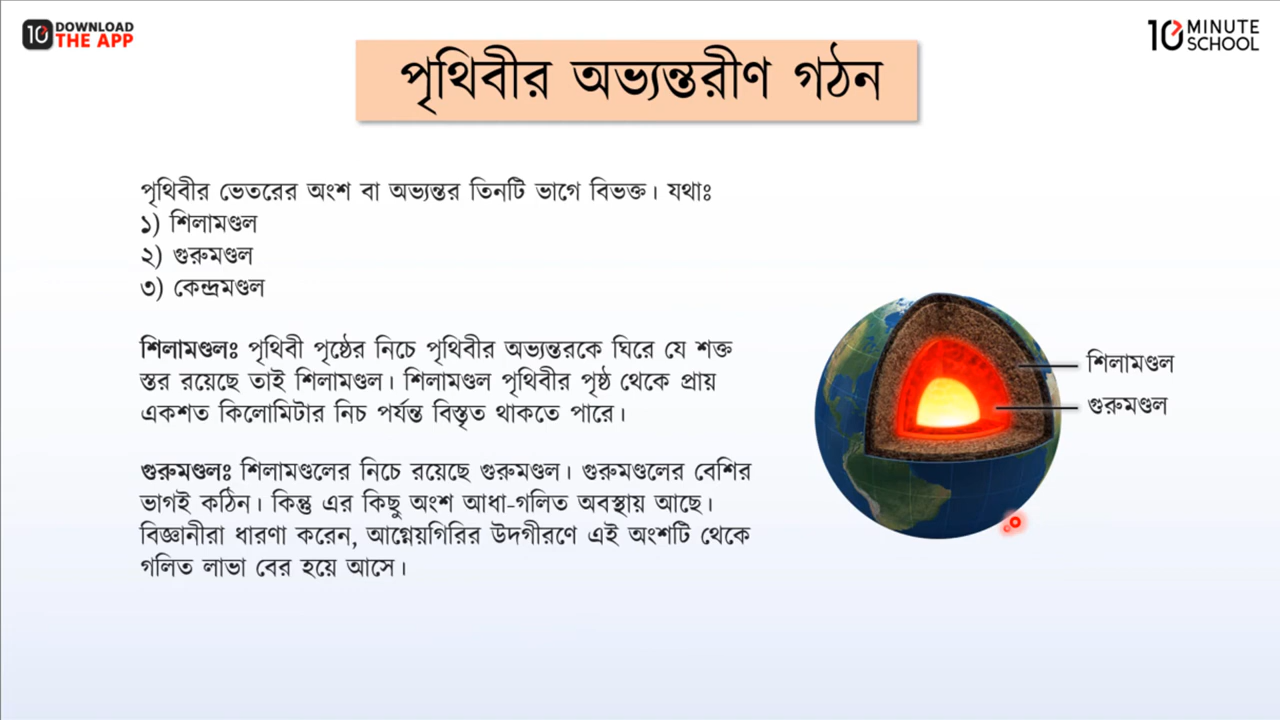 DOWNLOAD
THE APP
10 MINUTE
SCHOOL
পৃথিবীর অভ্যন্তরীণ গঠন
পৃথিবীর ভেতরের অংশ বা অভ্যন্তর তিনটি ভাগে বিভক্ত। যথাঃ
১) শিলামণ্ডল
২) গুরুমণ্ডল
৩) কেন্দ্রমণ্ডল
শিলামণ্ডলঃ পৃথিবী পৃষ্ঠের নিচে পৃথিবীর অভ্যন্তরকে ঘিরে যে শক্ত
স্তর রয়েছে তাই শিলামণ্ডল। শিলামণ্ডল পৃথিবীর পৃষ্ঠ থেকে প্রায়
একশত কিলোমিটার নিচ পর্যন্ত বিস্তৃত থাকতে পারে।
গুরুমণ্ডলঃ শিলামণ্ডলের নিচে রয়েছে গুরুমণ্ডল। গুরুমণ্ডলের বেশির
ভাগই কঠিন। কিন্তু এর কিছু অংশ আধা-গলিত অবস্থায় আছে।
বিজ্ঞানীরা ধারণা করেন, আগ্নেয়গিরির উদগীরণে এই অংশটি থেকে
গলিত লাভা বের হয়ে আসে।
শিলামণ্ডল
গুরুমণ্ডল